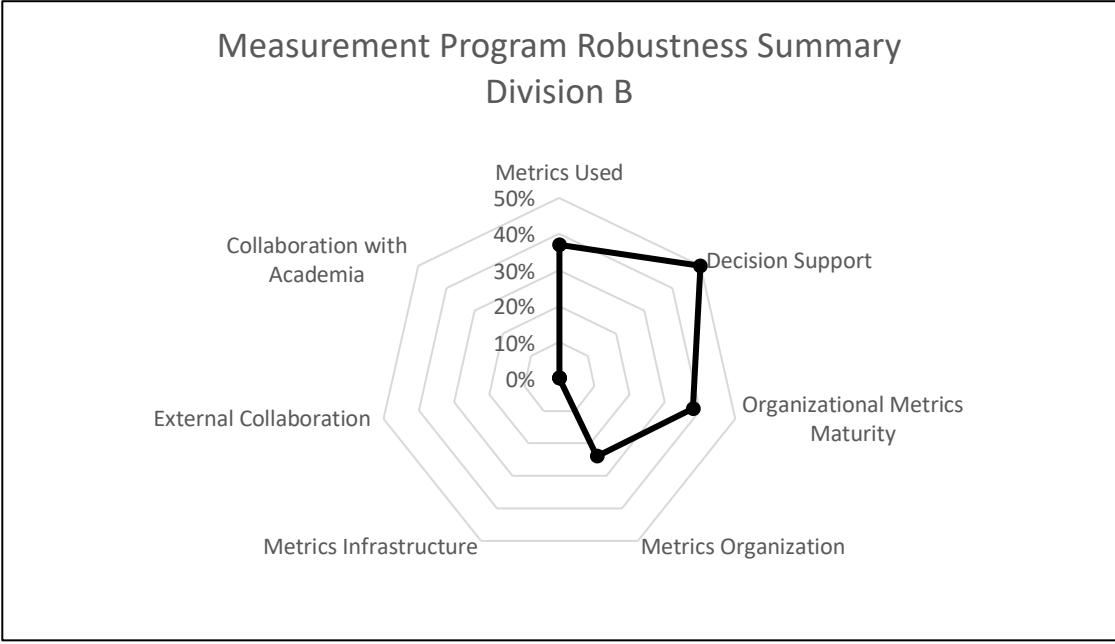 Measurement Program Robustness Summary
Division B
Metrics Used
50%
40%
30%
20%
10%
0%
Decision Support
Organizational Metrics
Maturity
Metrics Organization
Metrics Infrastructure
External Collaboration
Collaboration with
Academia